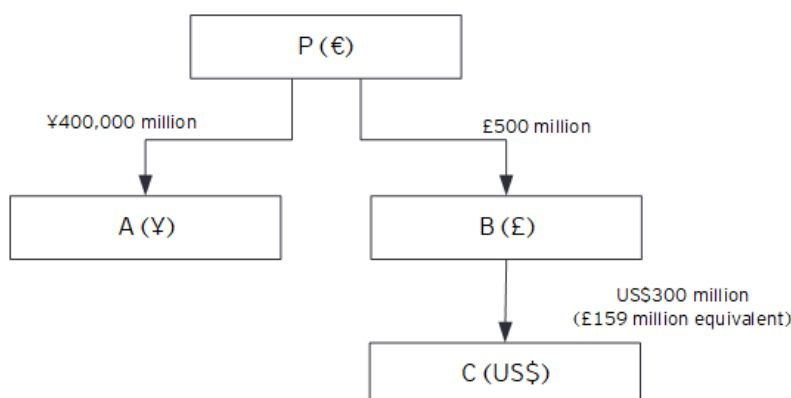 P (€)
¥400,000 million
£500 million
A (¥)
B (£)
US$300 million
(£159 million equivalent)
C (US$)